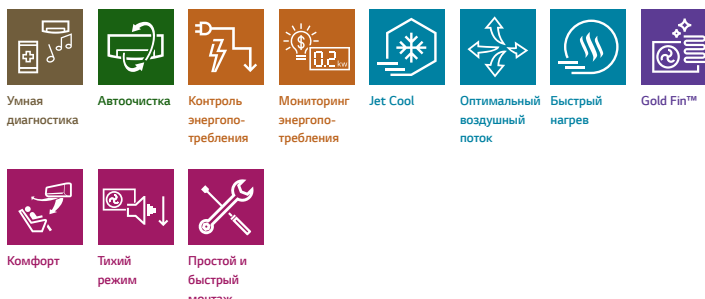 0.2 kw
Умная
диагностика
Автоочистка
Контроль
энергопо-
требления
Мониторинг
энергопо-
требления
Jet Cool
Оптимальный
воздушный
поток
Быстрый
нагрев
Gold Fin™
Комфорт
Тихий
режим
Простой и
быстрый
монтаж